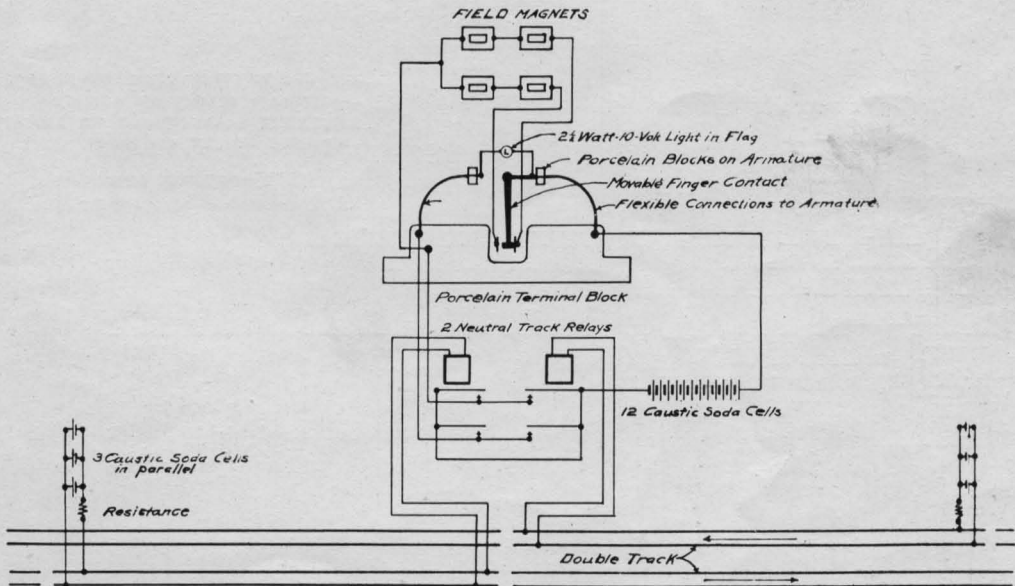 FIELD MAGNETS
2½ Watt-10-Volt Light in Flag
L
Porcelain Blocks on Armature
Movable Finger Contact
Flexible Connections to Armature
Porcelain Terminal Block
2 Neutral Track Relays
12 Caustic Soda Cells
3 Caustic Soda Cells
in parallel
Resistance
Double Track